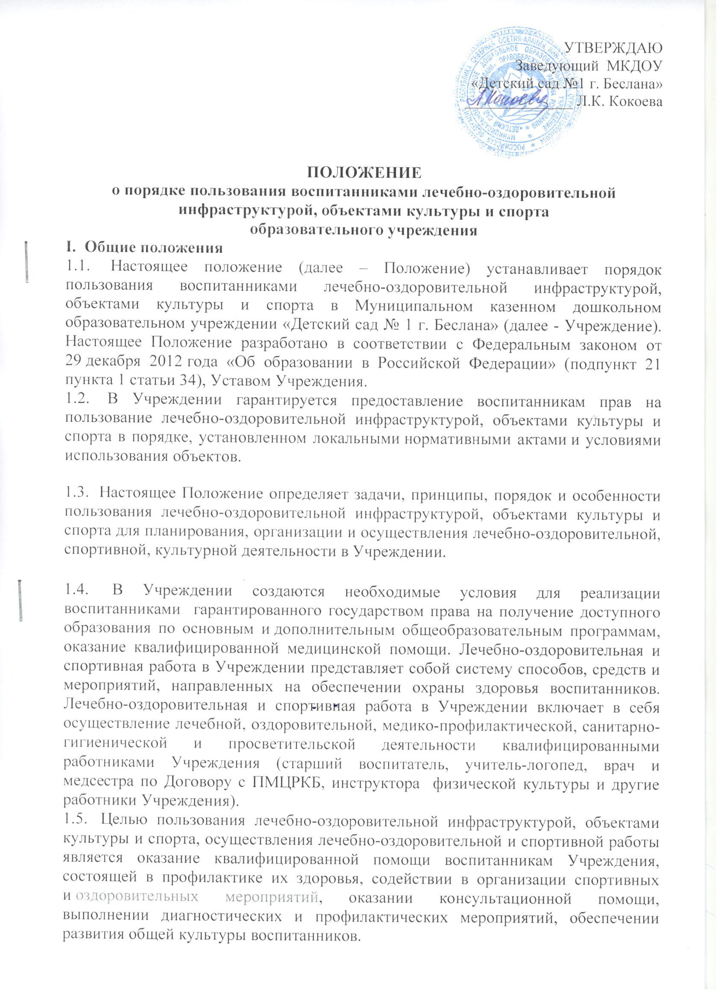 УТВЕРЖДАЮ
Заведующий МКДОУ
«Детский сад №1 г. Беслана»
Л.К. Кокоева
ПОЛОЖЕНИЕ
о порядке пользования воспитанниками лечебно-оздоровительной
инфраструктурой, объектами культуры и спорта
образовательного учреждения
I. Общие положения
1.1. Настоящее положение (далее – Положение) устанавливает порядок
пользования воспитанниками лечебно-оздоровительной инфраструктурой,
объектами культуры и спорта в Муниципальном казенном дошкольном
образовательном учреждении «Детский сад № 1 г. Беслана» (далее - Учреждение).
Настоящее Положение разработано в соответствии с Федеральным законом от
29 декабря 2012 года «Об образовании в Российской Федерации» (подпункт 21
пункта 1 статьи 34), Уставом Учреждения.
1.2. В Учреждении гарантируется предоставление воспитанникам прав на
пользование лечебно-оздоровительной инфраструктурой, объектами культуры и
спорта в порядке, установленном локальными нормативными актами и условиями
использования объектов.
1.3. Настоящее Положение определяет задачи, принципы, порядок и особенности
пользования лечебно-оздоровительной инфраструктурой, объектами культуры и
спорта для планирования, организации и осуществления лечебно-оздоровительной,
спортивной, культурной деятельности в Учреждении.
1.4. В Учреждении создаются необходимые условия для реализации
воспитанниками гарантированного государством права на получение доступного
образования по основным и дополнительным общеобразовательным программам,
оказание квалифицированной медицинской помощи. Лечебно-оздоровительная и
спортивная работа в Учреждении представляет собой систему способов, средств и
мероприятий, направленных на обеспечении охраны здоровья воспитанников.
Лечебно-оздоровительная и спортивная работа в Учреждении включает в себя
осуществление лечебной, оздоровительной, медико-профилактической, санитарно-
гигиенической и просветительской деятельности квалифицированными
работниками Учреждения (старший воспитатель, учитель-логопед, врач и
медсестра по Договору с ПМЦРКБ, инструктора физической культуры и другие
работники Учреждения).
1.5. Целью пользования лечебно-оздоровительной инфраструктурой, объектами
культуры и спорта, осуществления лечебно-оздоровительной и спортивной работы
является оказание квалифицированной помощи воспитанникам Учреждения,
состоящей в профилактике их здоровья, содействии в организации спортивных
и оздоровительных мероприятий, оказании консультационной помощи,
выполнении диагностических и профилактических мероприятий, обеспечении
развития общей культуры воспитанников.